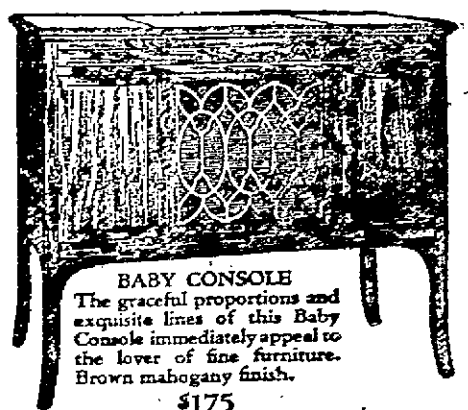 BABY CONSOLE
The graceful proportions and
exquisite lines of this Baby
Console immediately appeal to
the lover of fine furniture.
Brown mahogany finish.
$175